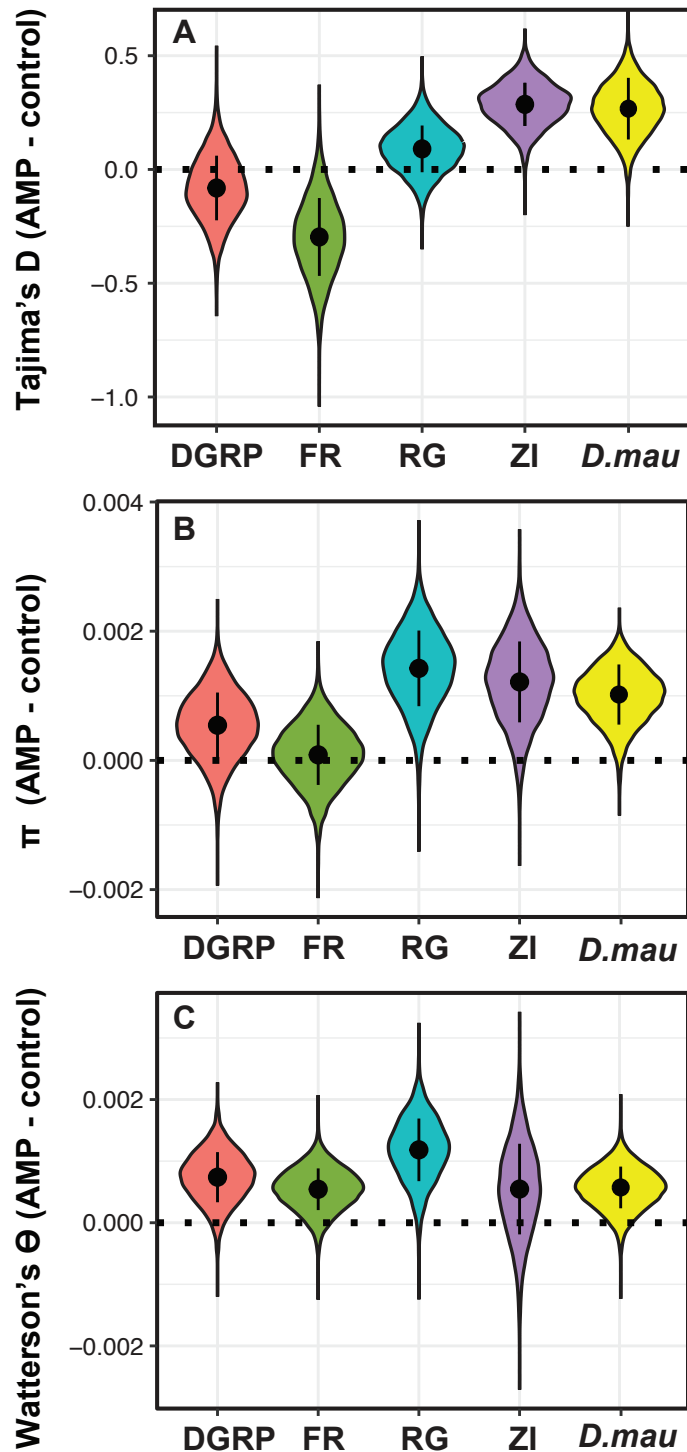 A
Tajima's D (AMP - control)
0.5
0.0
−0.5
−1.0
DGRP FR RG ZI D.mau
B
π (AMP - control)
0.004
0.002
0.000
−0.002
DGRP FR RG ZI D.mau
C
Watterson's Θ (AMP - control)
0.002
0.000
−0.002
DGRP FR RG ZI D.mau